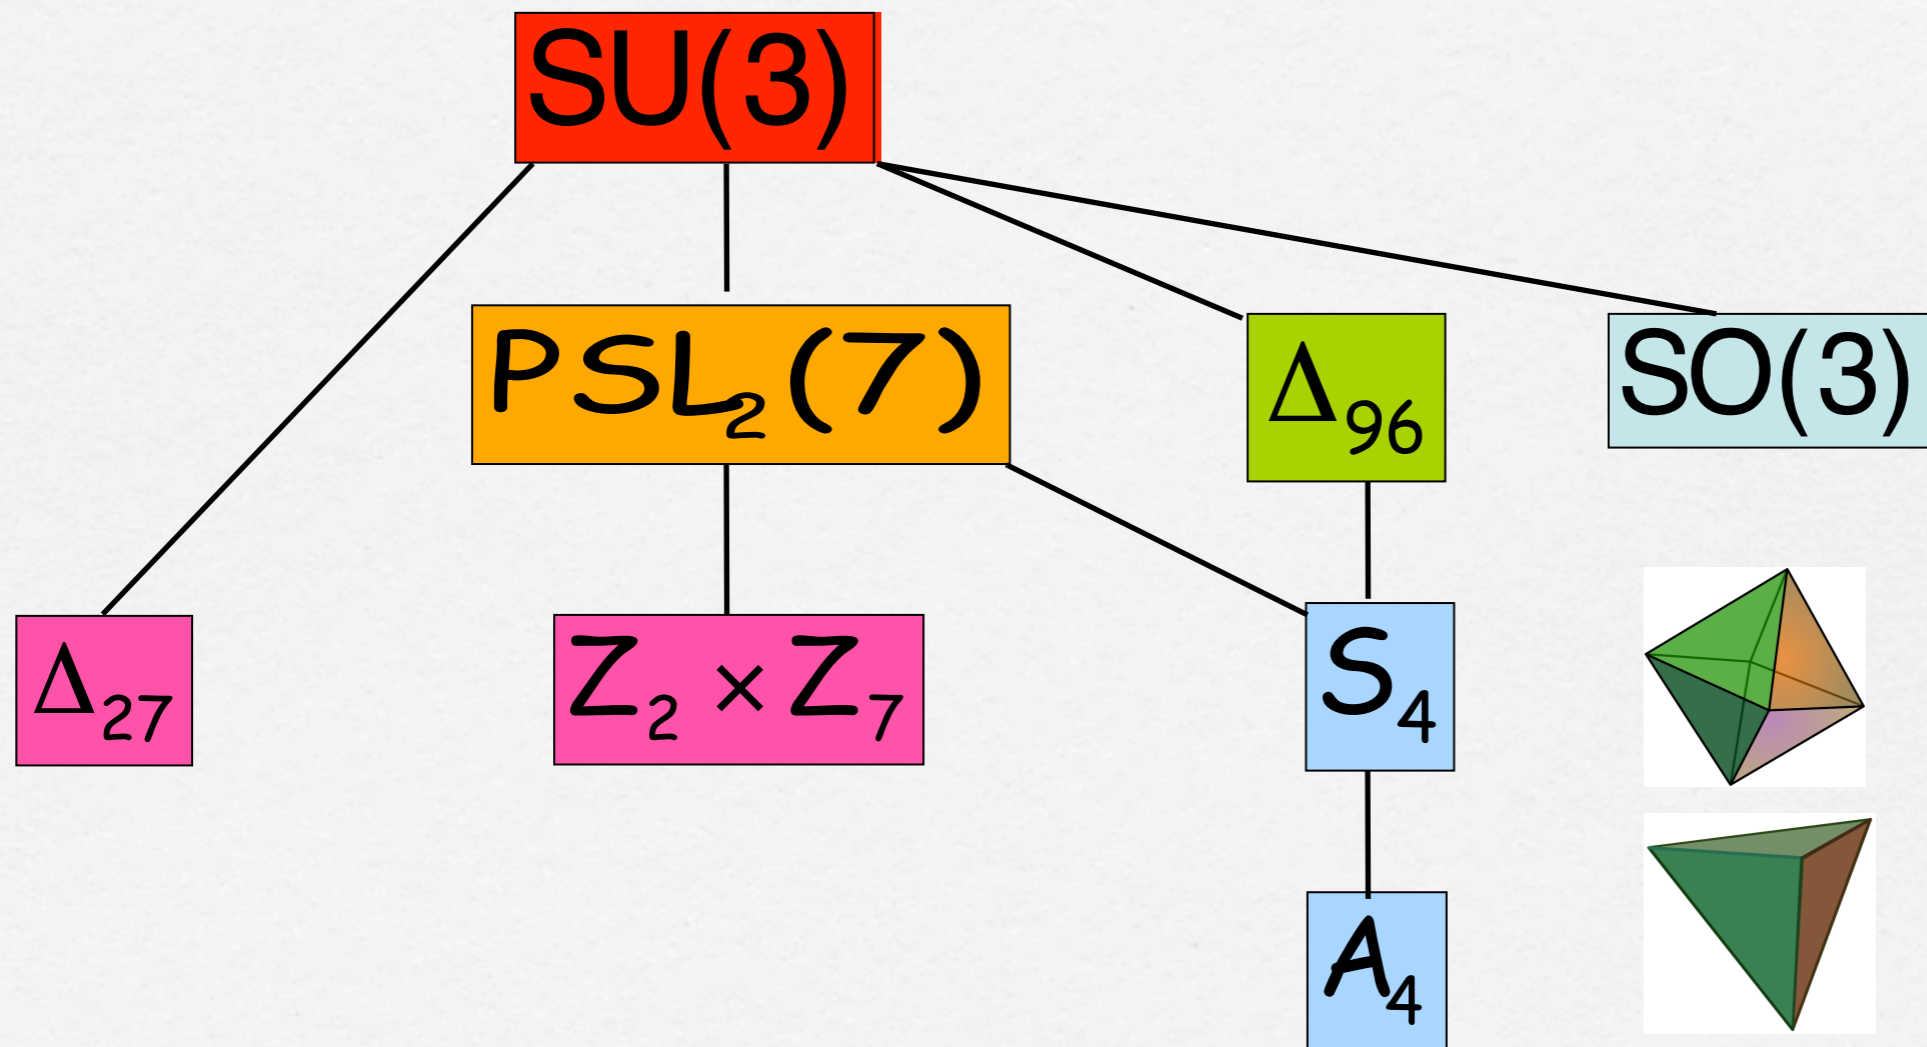 SU(3)
PSL₂(7)
Δ₉₆
SO(3)
Δ₂₇
Z₂ × Z₇
S₄
A₄